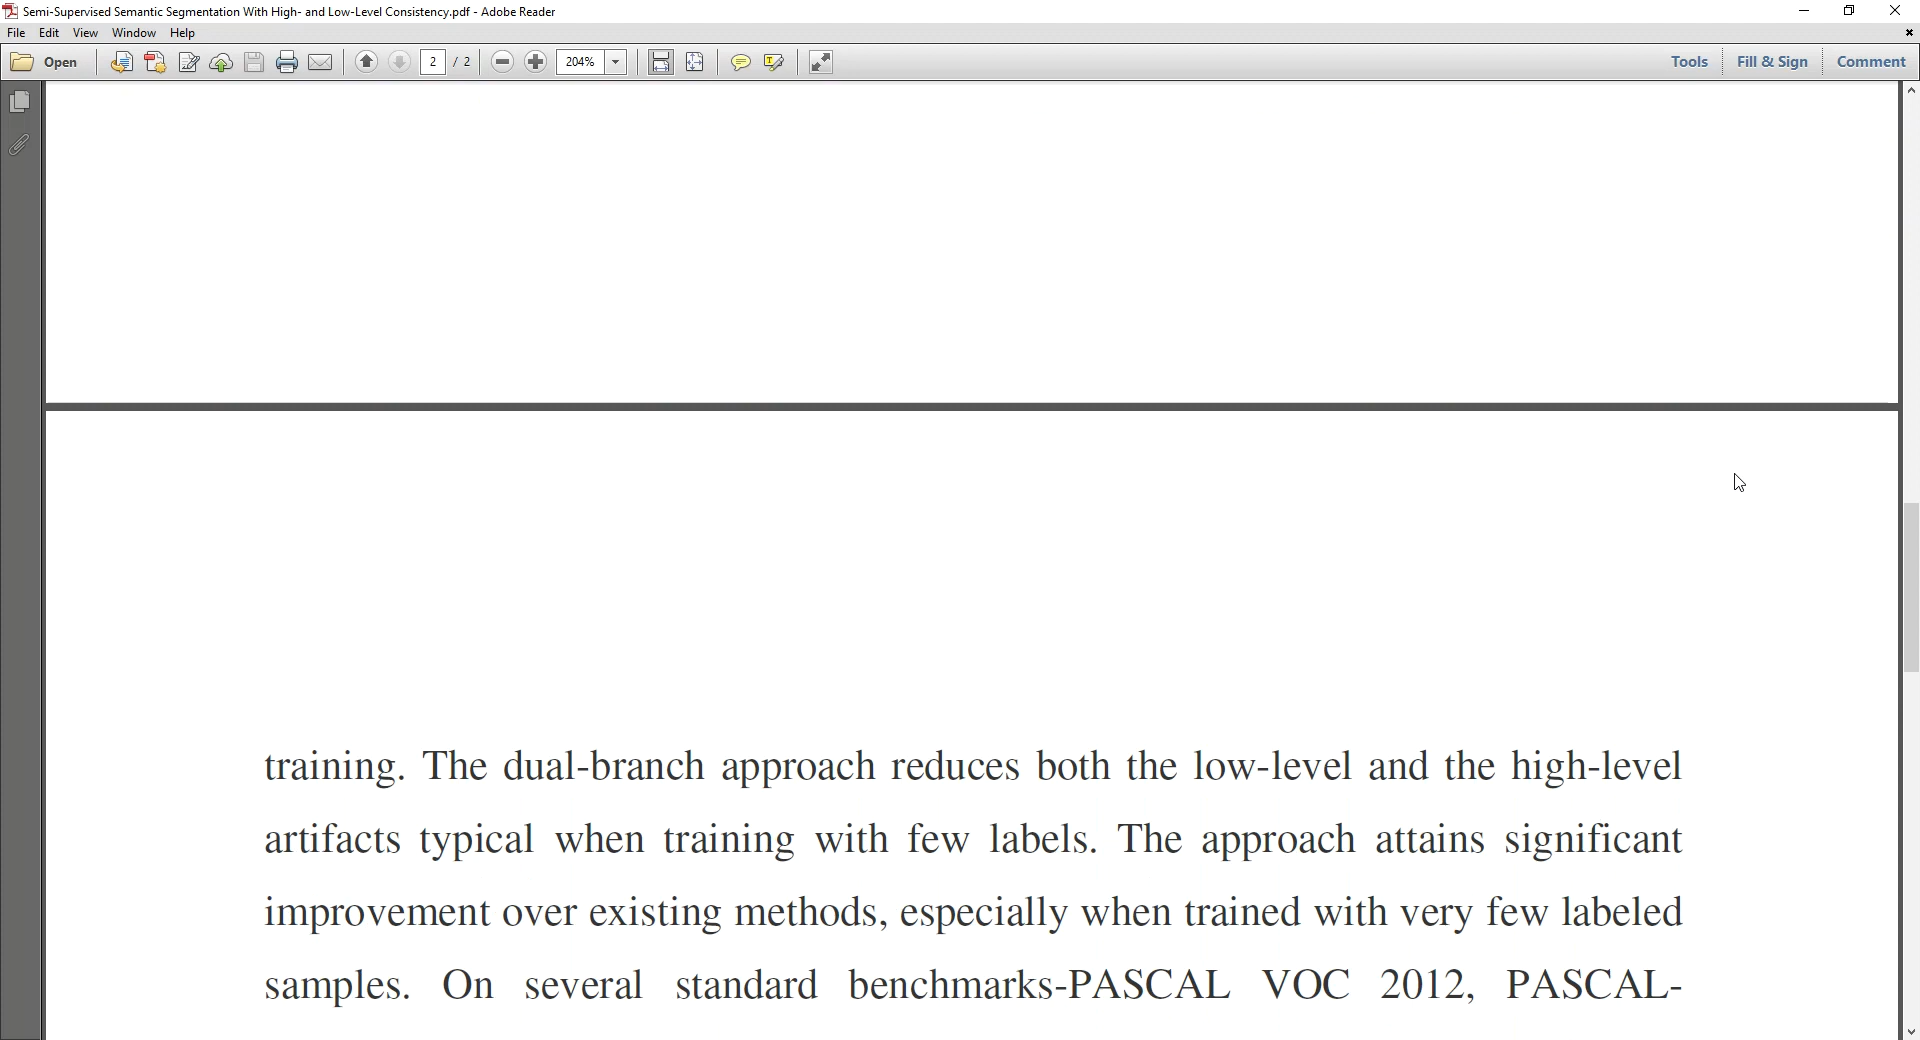 Semi-Supervised Semantic Segmentation With High- and Low-Level Consistency.pdf - Adobe Reader
File Edit View Window Help
Open 2 / 2 204% Tools Fill & Sign Comment
training. The dual-branch approach reduces both the low-level and the high-level
artifacts typical when training with few labels. The approach attains significant
improvement over existing methods, especially when trained with very few labeled
samples. On several standard benchmarks-PASCAL VOC 2012, PASCAL-